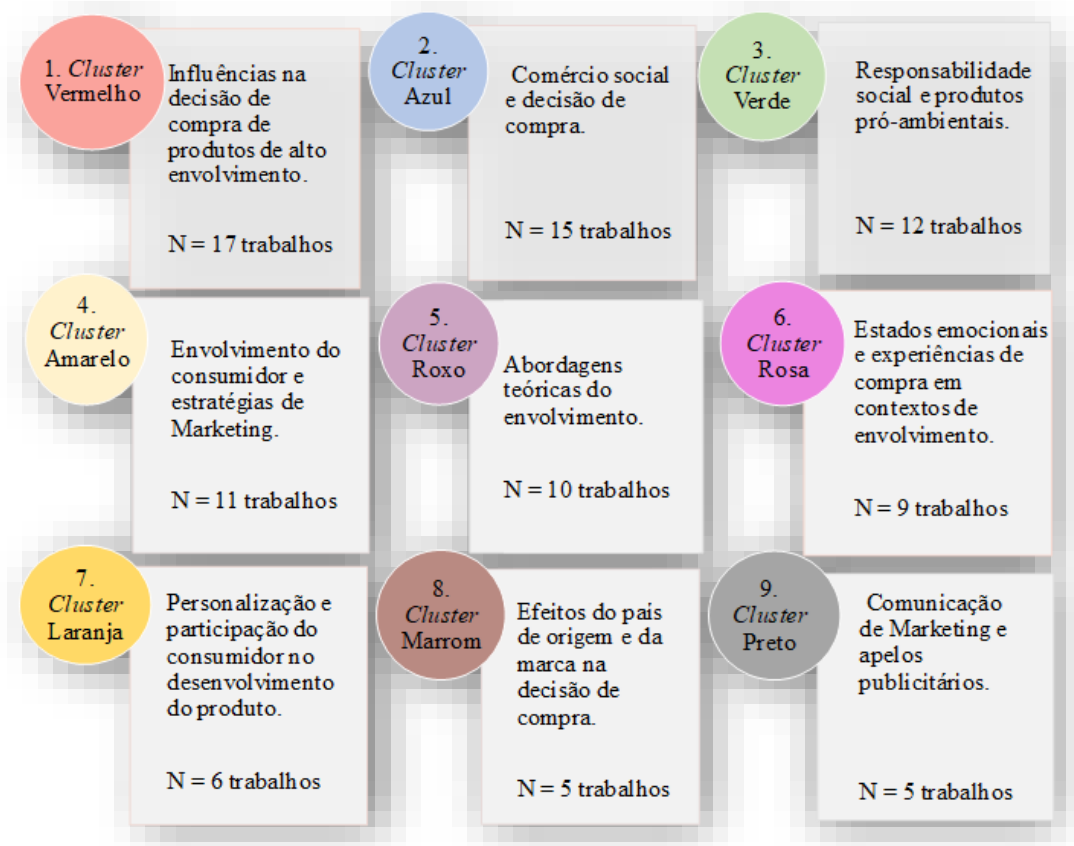 1. Cluster
Vermelho
Influências na
decisão de
compra de
produtos de alto
envolvimento.
N = 17 trabalhos
2.
Cluster
Azul
Comércio social
e decisão de
compra.
N = 15 trabalhos
3.
Cluster
Verde
Responsabilidade
social e produtos
pró-ambientais.
N = 12 trabalhos
4.
Cluster
Amarelo
Envolvimento do
consumidor e
estratégias de
Marketing.
N = 11 trabalhos
5.
Cluster
Roxo
Abordagens
teóricas do
envolvimento.
N = 10 trabalhos
6.
Cluster
Rosa
Estados emocionais
e experiências de
compra em
contextos de
envolvimento.
N = 9 trabalhos
7.
Cluster
Laranja
Personalização e
participação do
consumidor no
desenvolvimento
do produto.
N = 6 trabalhos
8.
Cluster
Marrom
Efeitos do país
de origem e da
marca na
decisão de
compra.
N = 5 trabalhos
9.
Cluster
Preto
Comunicação
de Marketing e
apelos
publicitários.
N = 5 trabalhos